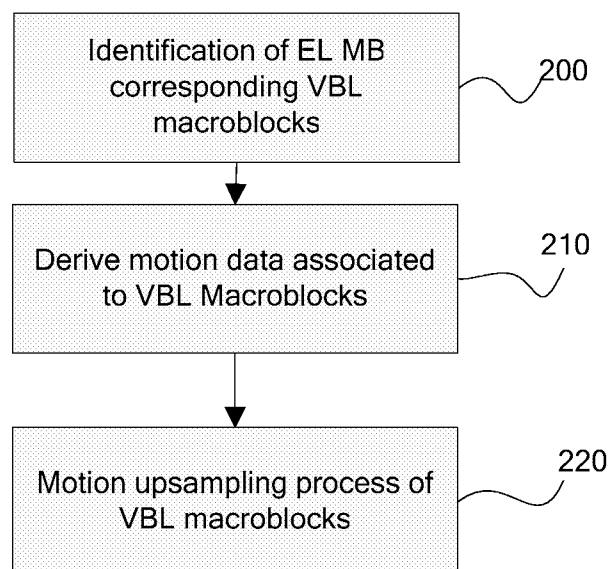 Identification of EL MB
corresponding VBL
macroblocks
200
Derive motion data associated
to VBL Macroblocks
210
Motion upsampling process of
VBL macroblocks
220